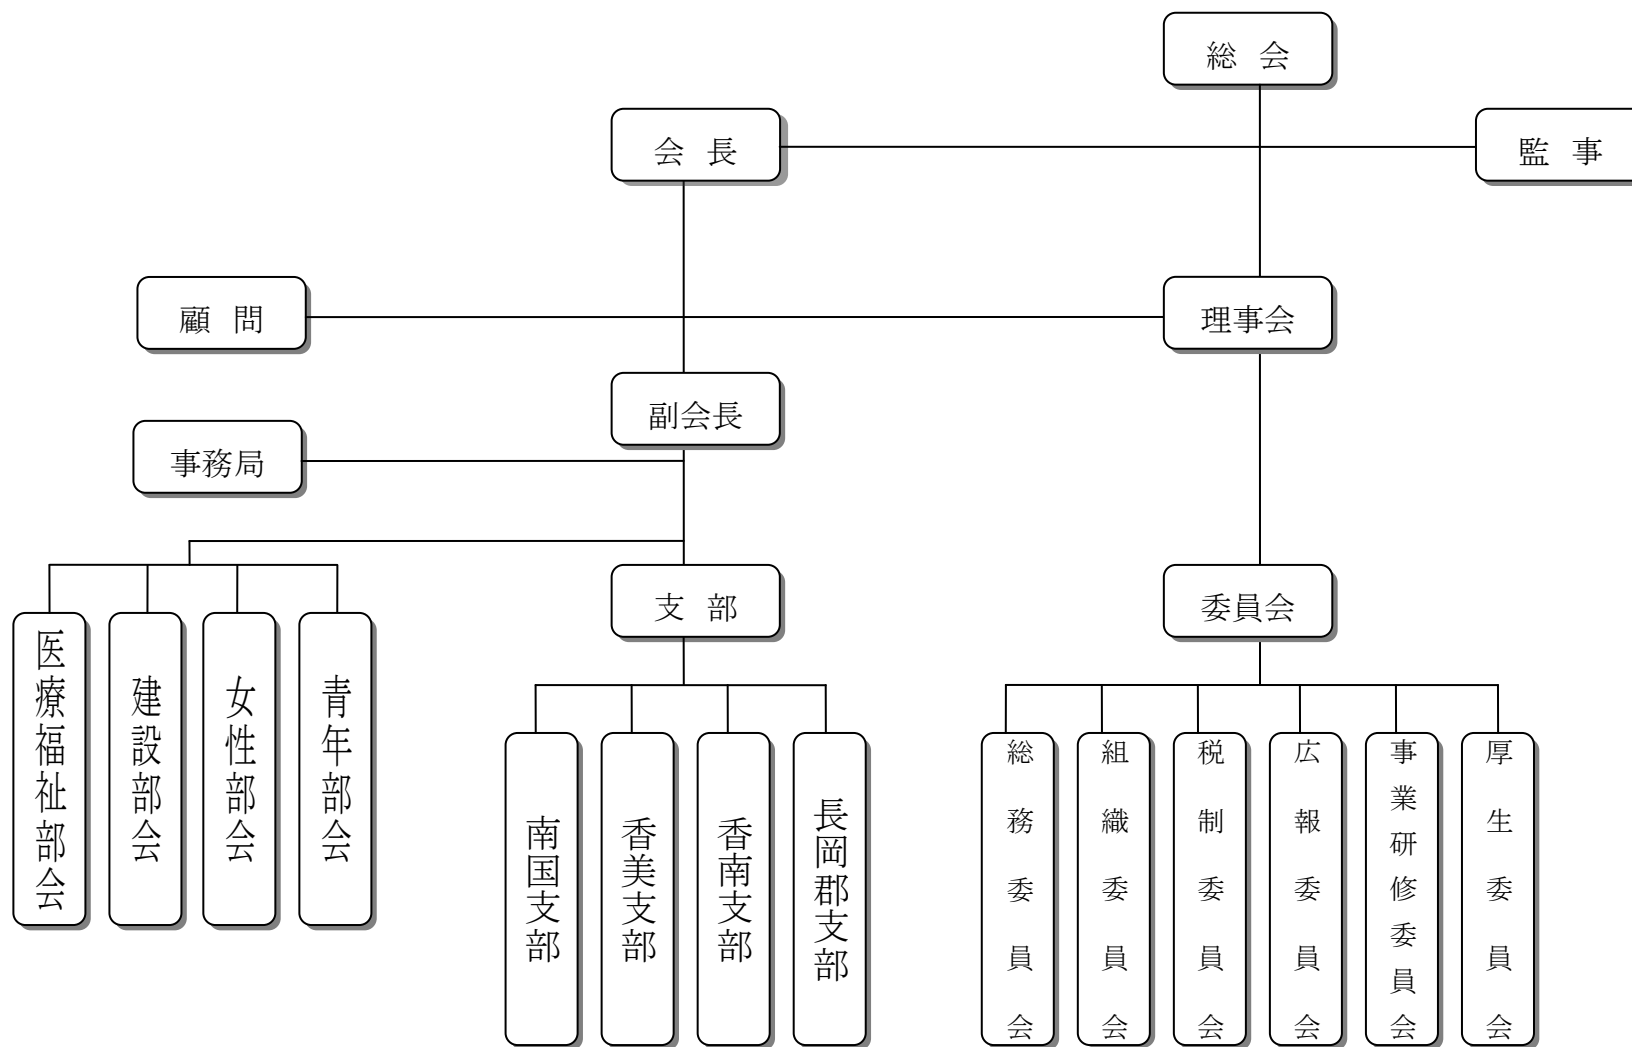 総 会
会 長
監 事
顧 問
理事会
副会長
事務局
支 部
委員会
医療福祉部会
建設部会
女性部会
青年部会
南国支部
香美支部
香南支部
長岡郡支部
総務委員会
組織委員会
税制委員会
広報委員会
事業研修委員会
厚生委員会